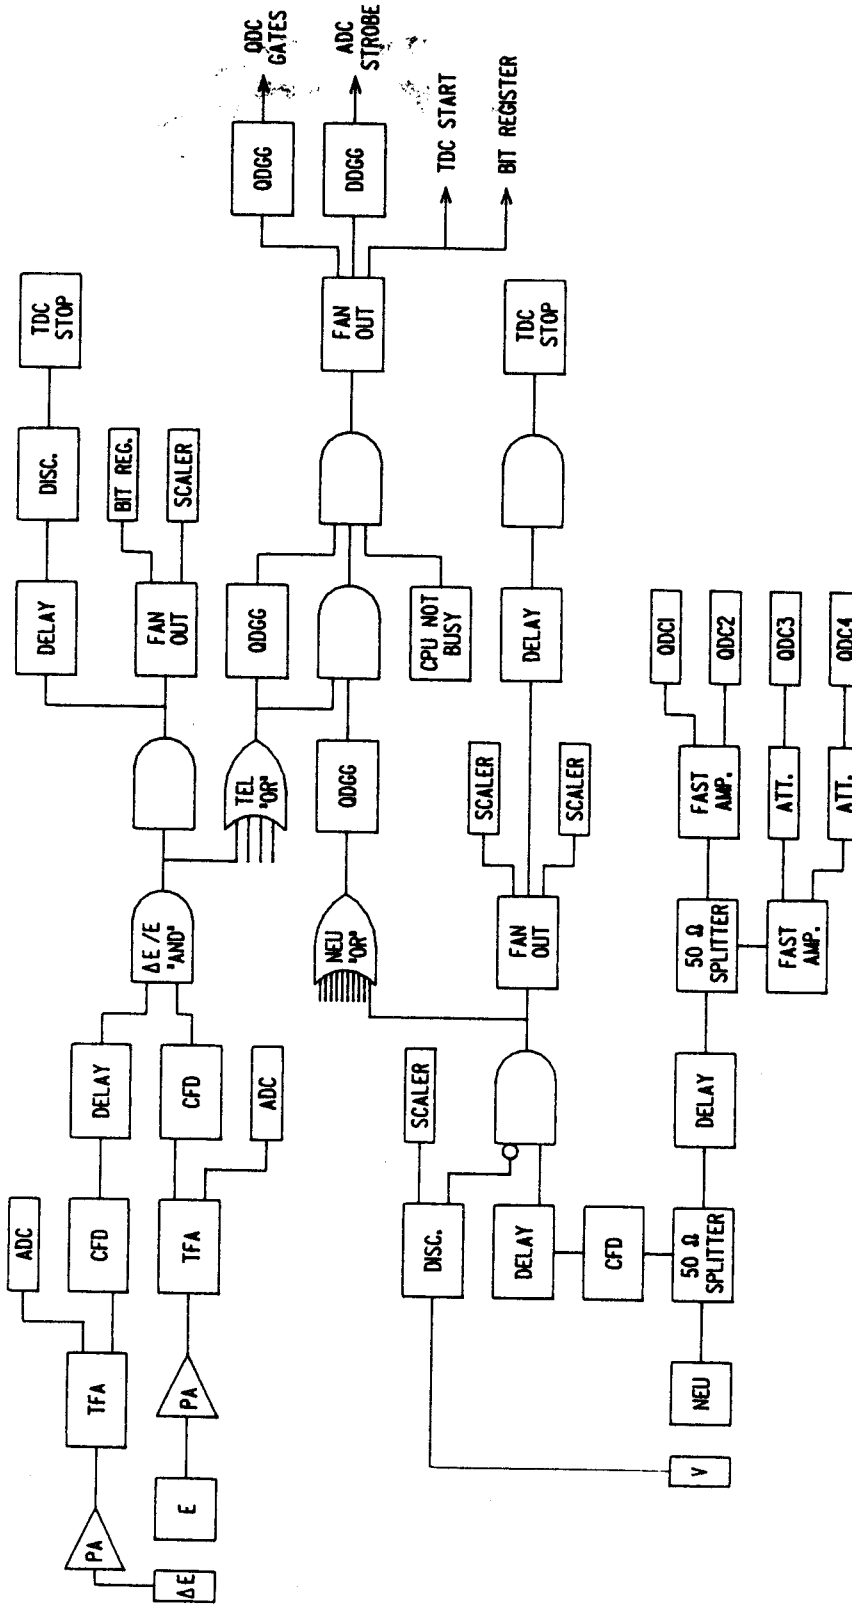 ΔE
PA
TFA
ADC
CFD
DELAY
E
PA
TFA
CFD
ADC
ΔE/E
"AND"
DELAY
DISC.
TDC
STOP
FAN
OUT
BIT REG.
SCALER
TEL
"OR"
QDGG
NEU
"OR"
QDGG
CPU NOT
BUSY
FAN
OUT
QDGG
QDC
GATES
DDGG
ADC
STROBE
TDC START
BIT REGISTER
V
DISC.
SCALER
DELAY
CFD
FAN
OUT
SCALER
SCALER
DELAY
TDC
STOP
NEU
50 Ω
SPLITTER
DELAY
50 Ω
SPLITTER
FAST
AMP.
QDC1
QDC2
FAST
AMP.
ATT.
QDC3
ATT.
QDC4